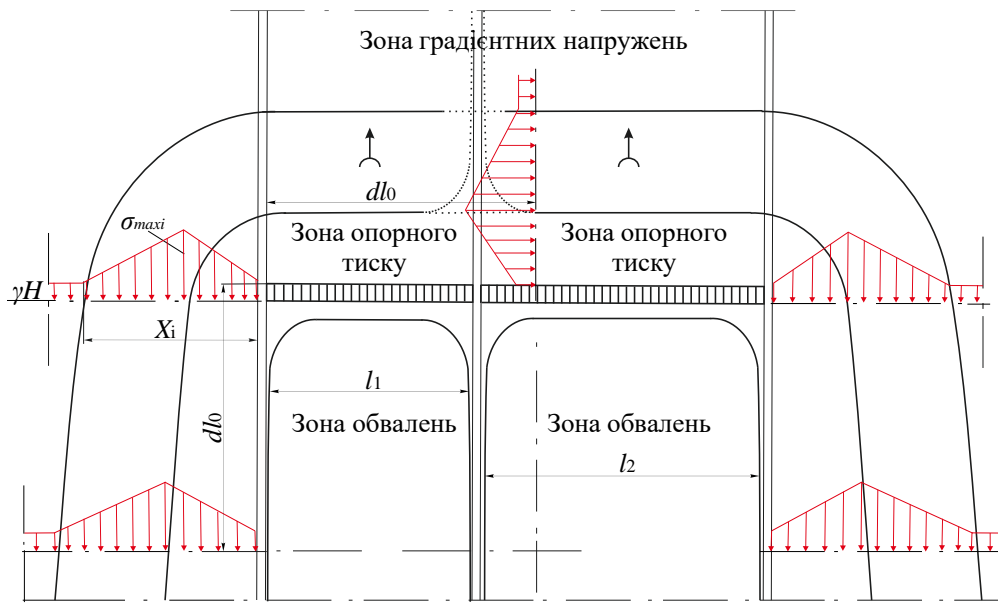 Зона градієнтних напружень
dl0
σmaxi
Зона опорного
тиску
Зона опорного
тиску
γH
Xi
l1
dl0
Зона обвалень
Зона обвалень
l2